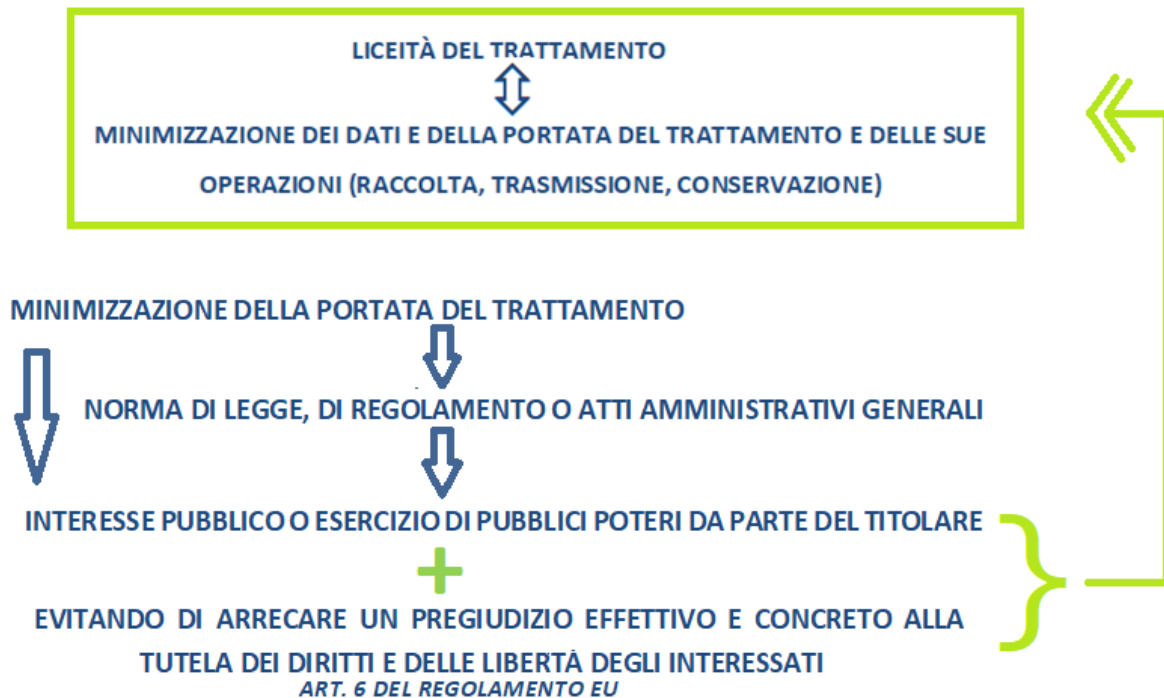 LICEITÀ DEL TRATTAMENTO
MINIMIZZAZIONE DEI DATI E DELLA PORTATA DEL TRATTAMENTO E DELLE SUE
OPERAZIONI (RACCOLTA, TRASMISSIONE, CONSERVAZIONE)
MINIMIZZAZIONE DELLA PORTATA DEL TRATTAMENTO
NORMA DI LEGGE, DI REGOLAMENTO O ATTI AMMINISTRATIVI GENERALI
INTERESSE PUBBLICO O ESERCIZIO DI PUBBLICI POTERI DA PARTE DEL TITOLARE
+
EVITANDO DI ARRECARE UN PREGIUDIZIO EFFETTIVO E CONCRETO ALLA
TUTELA DEI DIRITTI E DELLE LIBERTÀ DEGLI INTERESSATI
ART. 6 DEL REGOLAMENTO EU